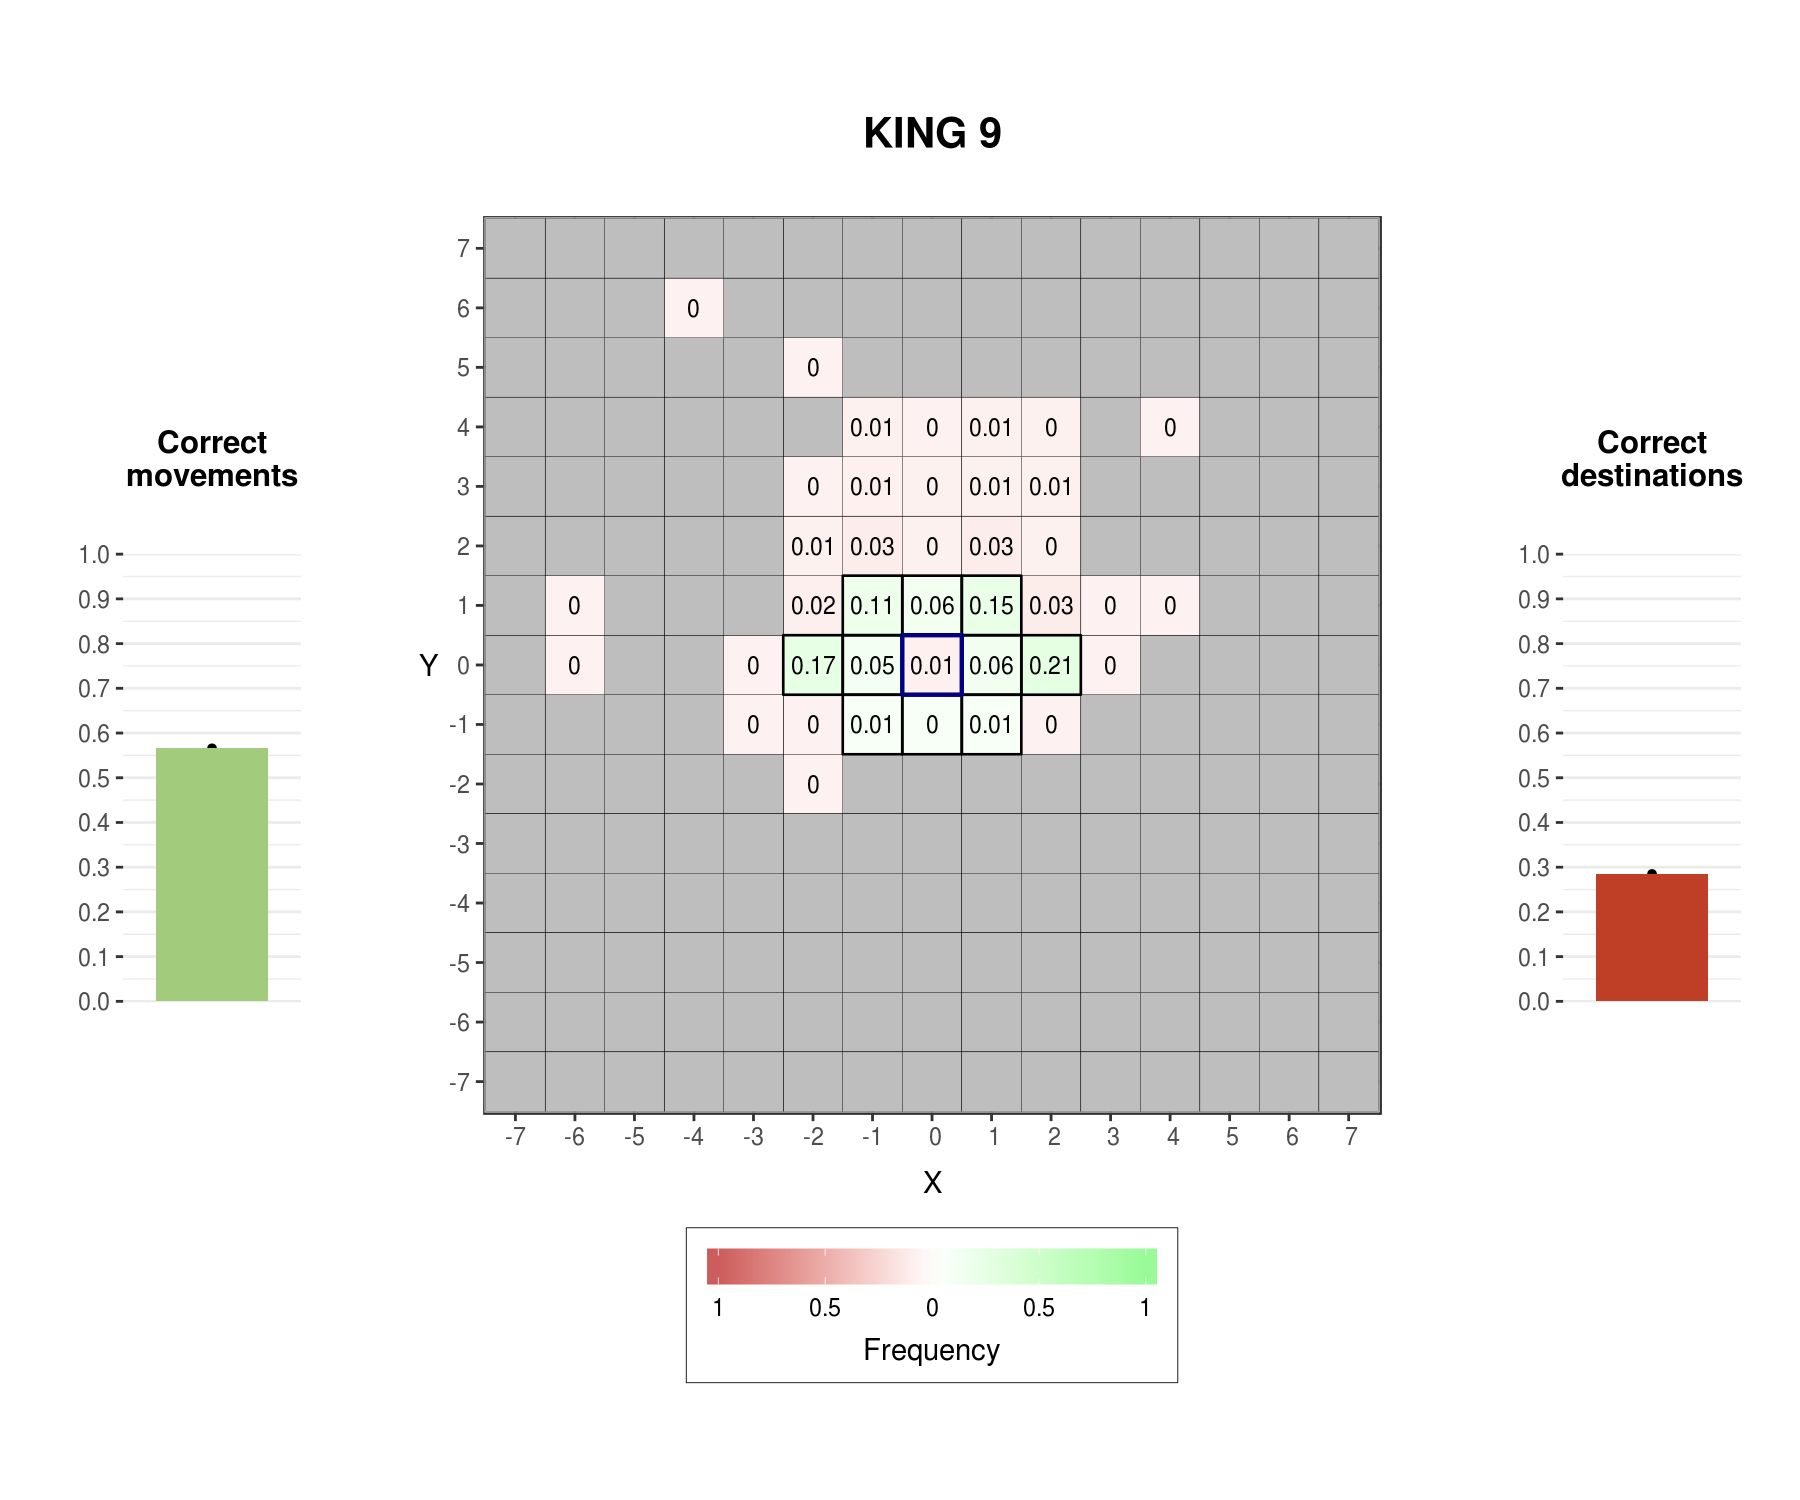 KING 9
Correct
movements
1.0
0.9
0.8
0.7
0.6
0.5
0.4
0.3
0.2
0.1
0.0
Y
7
6 0
5 0
4 0.01 0 0.01 0 0
3 0 0.01 0 0.01 0.01
2 0.01 0.03 0 0.03 0
1 0 0.02 0.11 0.06 0.15 0.03 0 0
0 0 0 0.17 0.05 0.01 0.06 0.21 0
-1 0 0 0.01 0 0.01 0
-2 0
-3
-4
-5
-6
-7
-7 -6 -5 -4 -3 -2 -1 0 1 2 3 4 5 6 7
X
1 0.5 0 0.5 1
Frequency
Correct
destinations
1.0
0.9
0.8
0.7
0.6
0.5
0.4
0.3
0.2
0.1
0.0